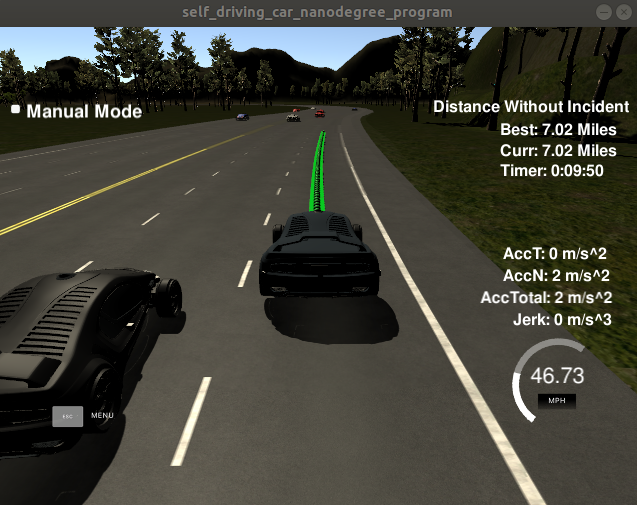 self_driving_car_nanodegree_program
Manual Mode
Distance Without Incident
Best: 7.02 Miles
Curr: 7.02 Miles
Timer: 0:09:50
AccT: 0 m/s^2
AccN: 2 m/s^2
AccTotal: 2 m/s^2
Jerk: 0 m/s^3
46.73
MPH
ESC MENU